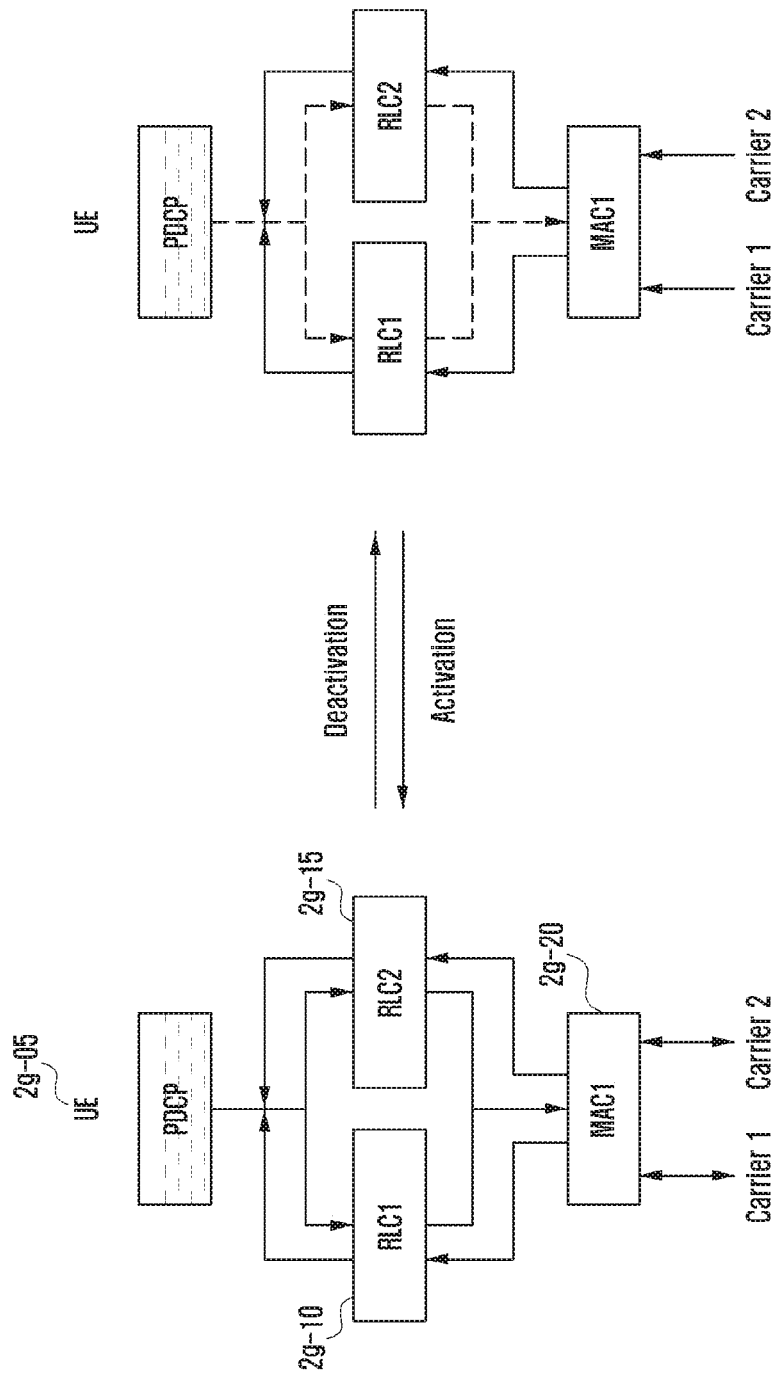 2g-05
UE
PDCP
2g-10
RLC1
RLC2
2g-15
MAC1
2g-20
Carrier 1
Carrier 2
Deactivation
Activation
UE
PDCP
RLC1
RLC2
MAC1
Carrier 1
Carrier 2